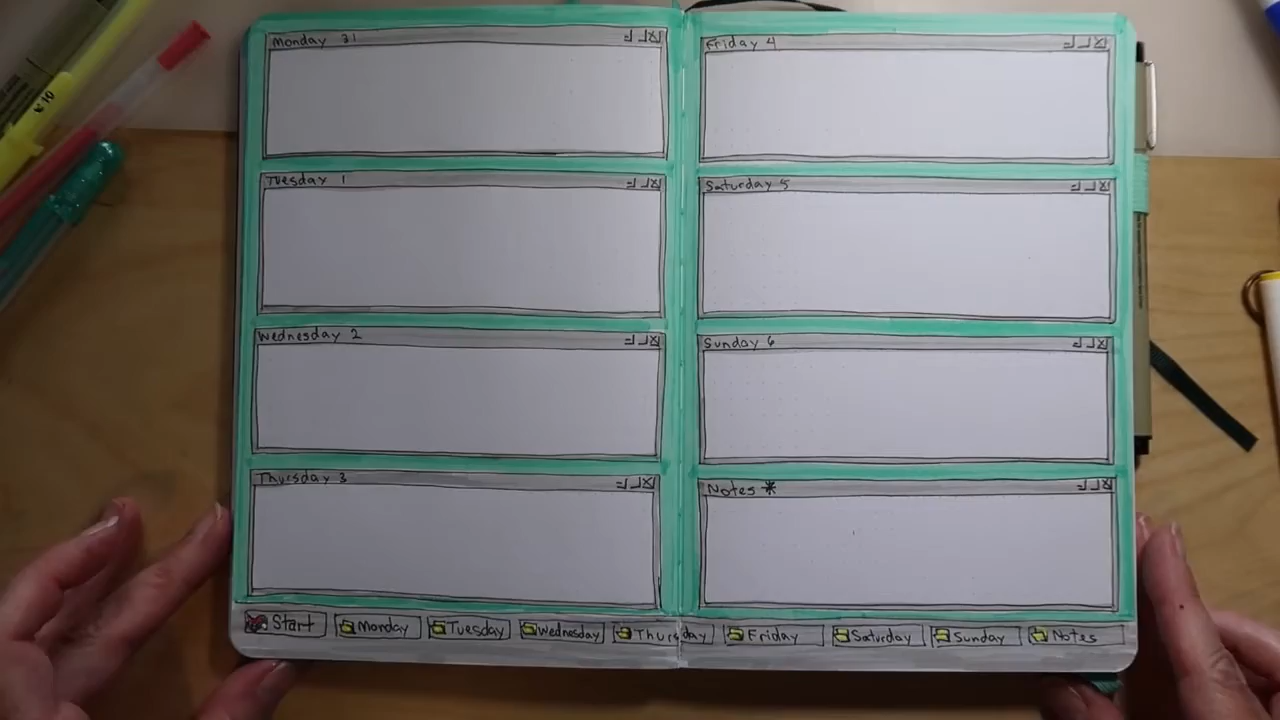 Monday 31
Tuesday 1
Wednesday 2
Thursday 3
Friday 4
Saturday 5
Sunday 6
Notes *
Start Monday Tuesday Wednesday Thursday Friday Saturday Sunday Notes